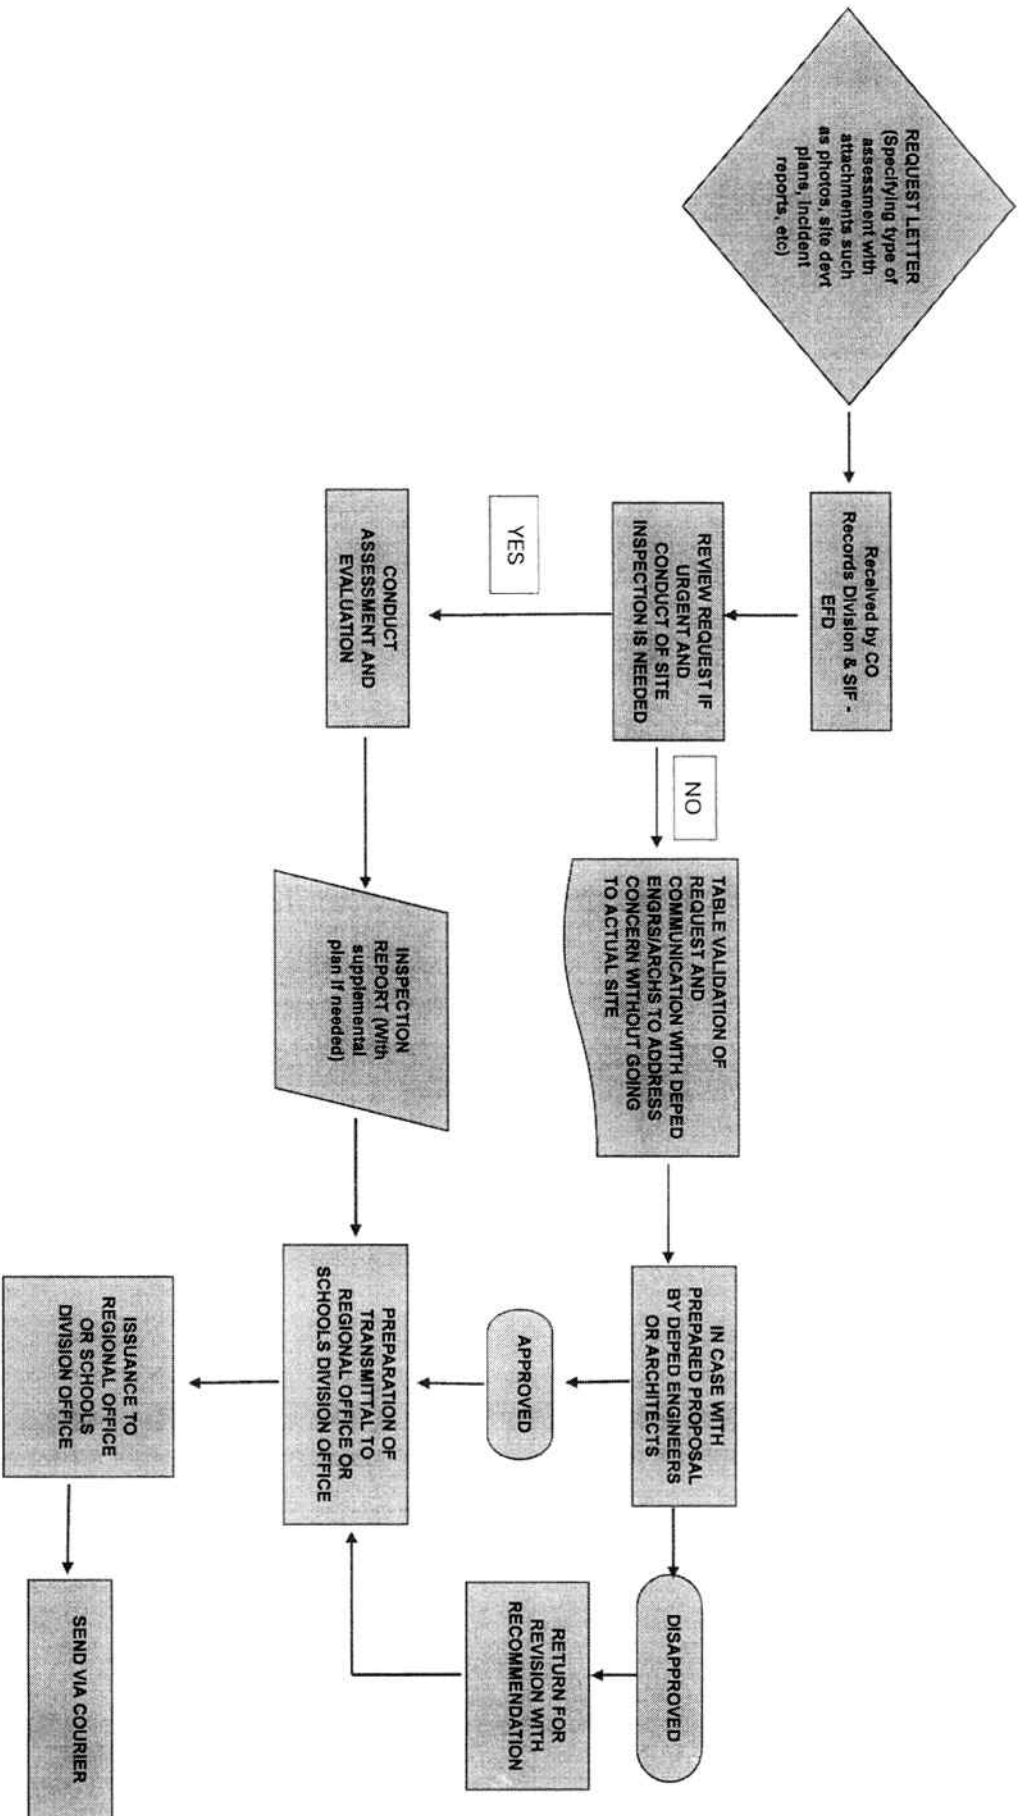 REQUEST LETTER
(Specifying type of
assessment with
attachments such
as photos, site devt
plans, incident
reports, etc)
Received by CO
Records Division & SIF -
EFD
REVIEW REQUEST IF
URGENT AND
CONDUCT OF SITE
INSPECTION IS NEEDED
YES
NO
CONDUCT
ASSESSMENT AND
EVALUATION
TABLE VALIDATION OF
REQUEST AND
COMMUNICATION WITH DEPED
ENGRS/ARCHS TO ADDRESS
CONCERN WITHOUT GOING
TO ACTUAL SITE
INSPECTION
REPORT (With
supplemental
plan if needed)
IN CASE WITH
PREPARED PROPOSAL
BY DEPED ENGINEERS
OR ARCHITECTS
APPROVED
DISAPPROVED
RETURN FOR
REVISION WITH
RECOMMENDATION
PREPARATION OF
TRANSMITTAL TO
REGIONAL OFFICE OR
SCHOOLS DIVISION OFFICE
ISSUANCE TO
REGIONAL OFFICE
OR SCHOOLS
DIVISION OFFICE
SEND VIA COURIER